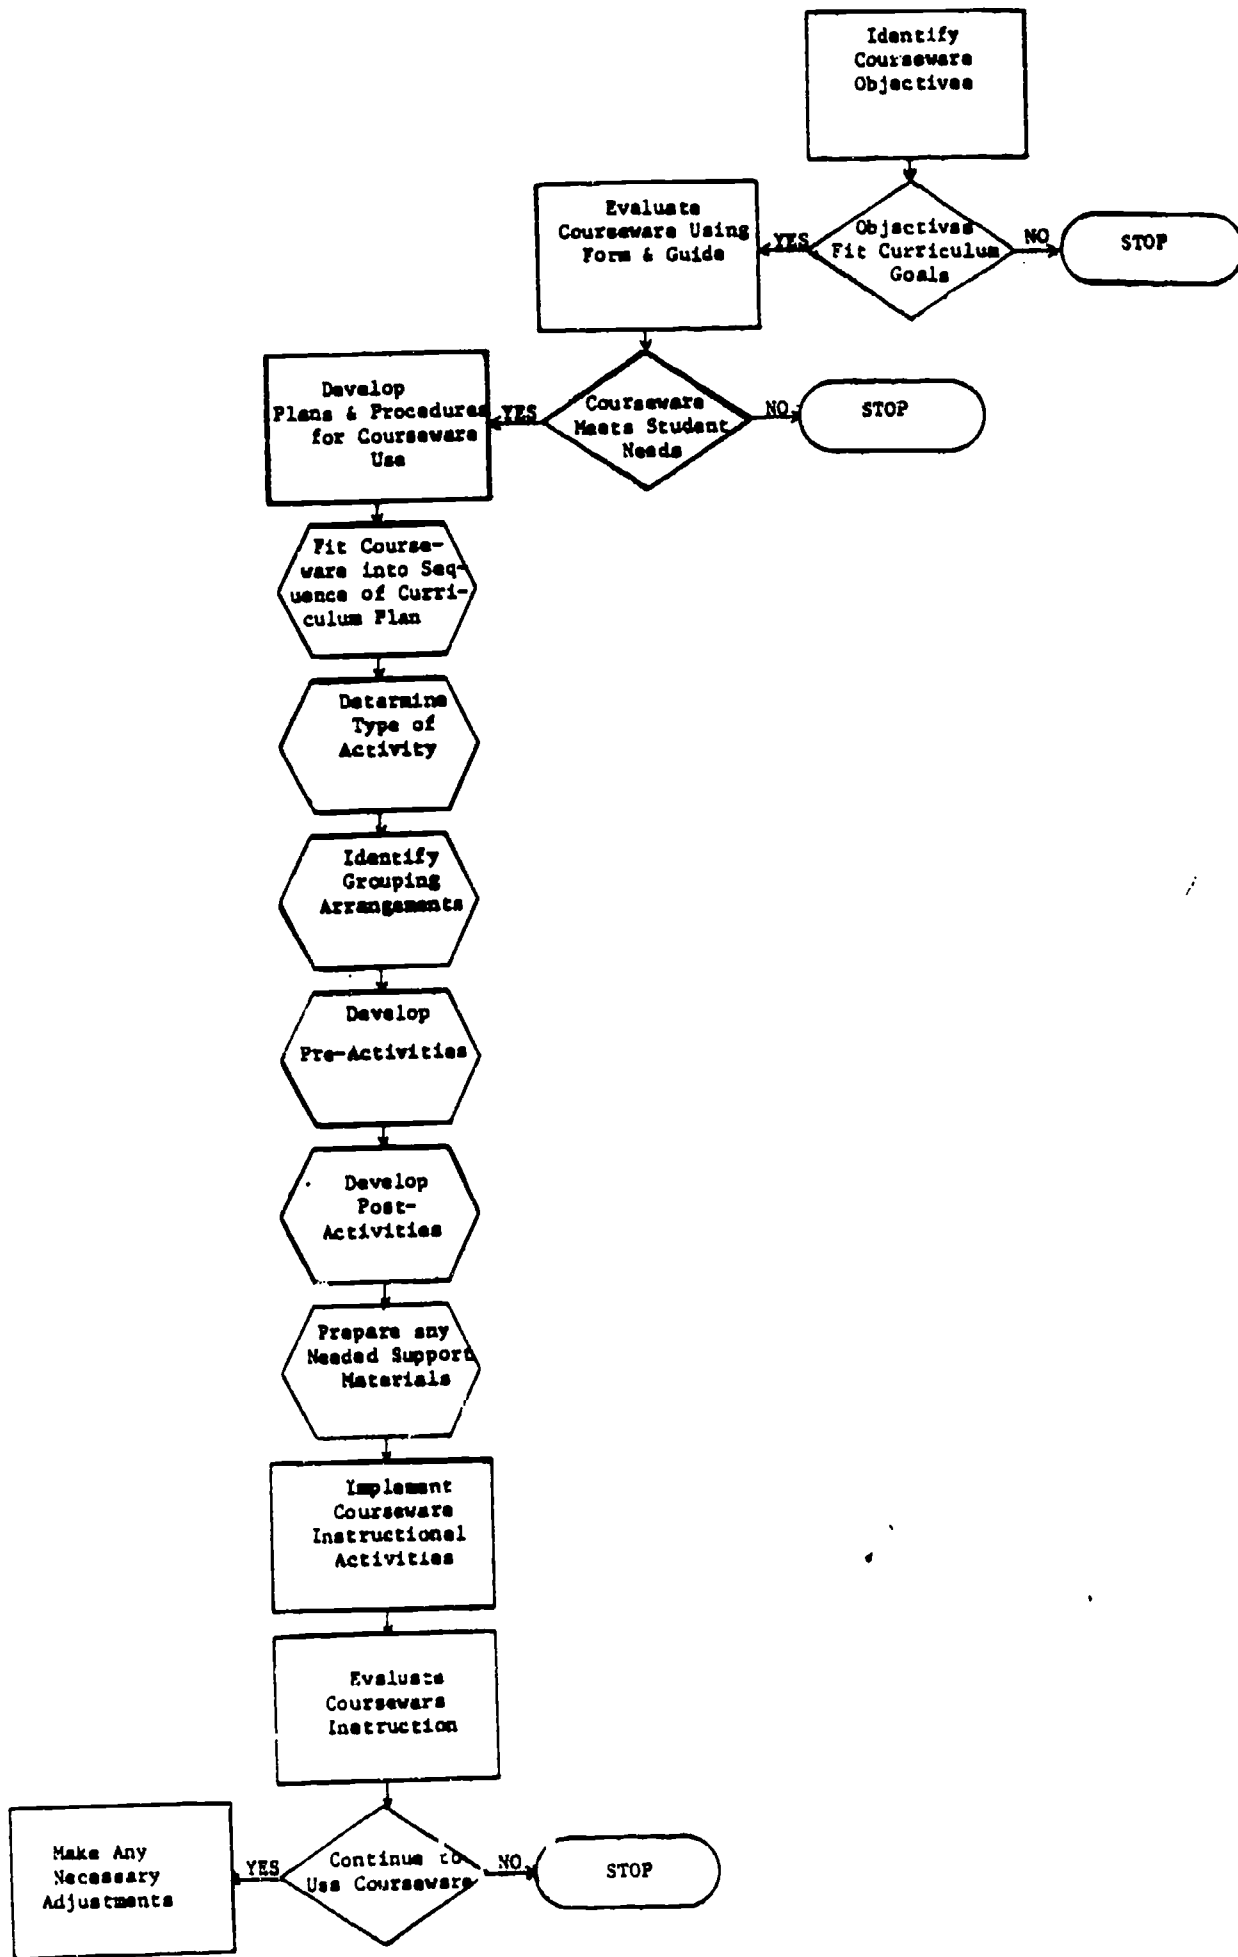 Identify
Courseware
Objectives
Objectives
Fit Curriculum
Goals
NO
STOP
YES
Evaluate
Courseware Using
Form & Guide
Courseware
Meets Student
Needs
NO
STOP
YES
Develop
Plans & Procedures
for Courseware
Use
Fit Course-
ware into Seq-
uence of Curri-
culum Plan
Determine
Type of
Activity
Identify
Grouping
Arrangements
Develop
Pre-Activities
Develop
Post-
Activities
Prepare any
Needed Support
Materials
Implement
Courseware
Instructional
Activities
Evaluate
Courseware
Instruction
Continue to
Use Courseware
NO
STOP
YES
Make Any
Necessary
Adjustments